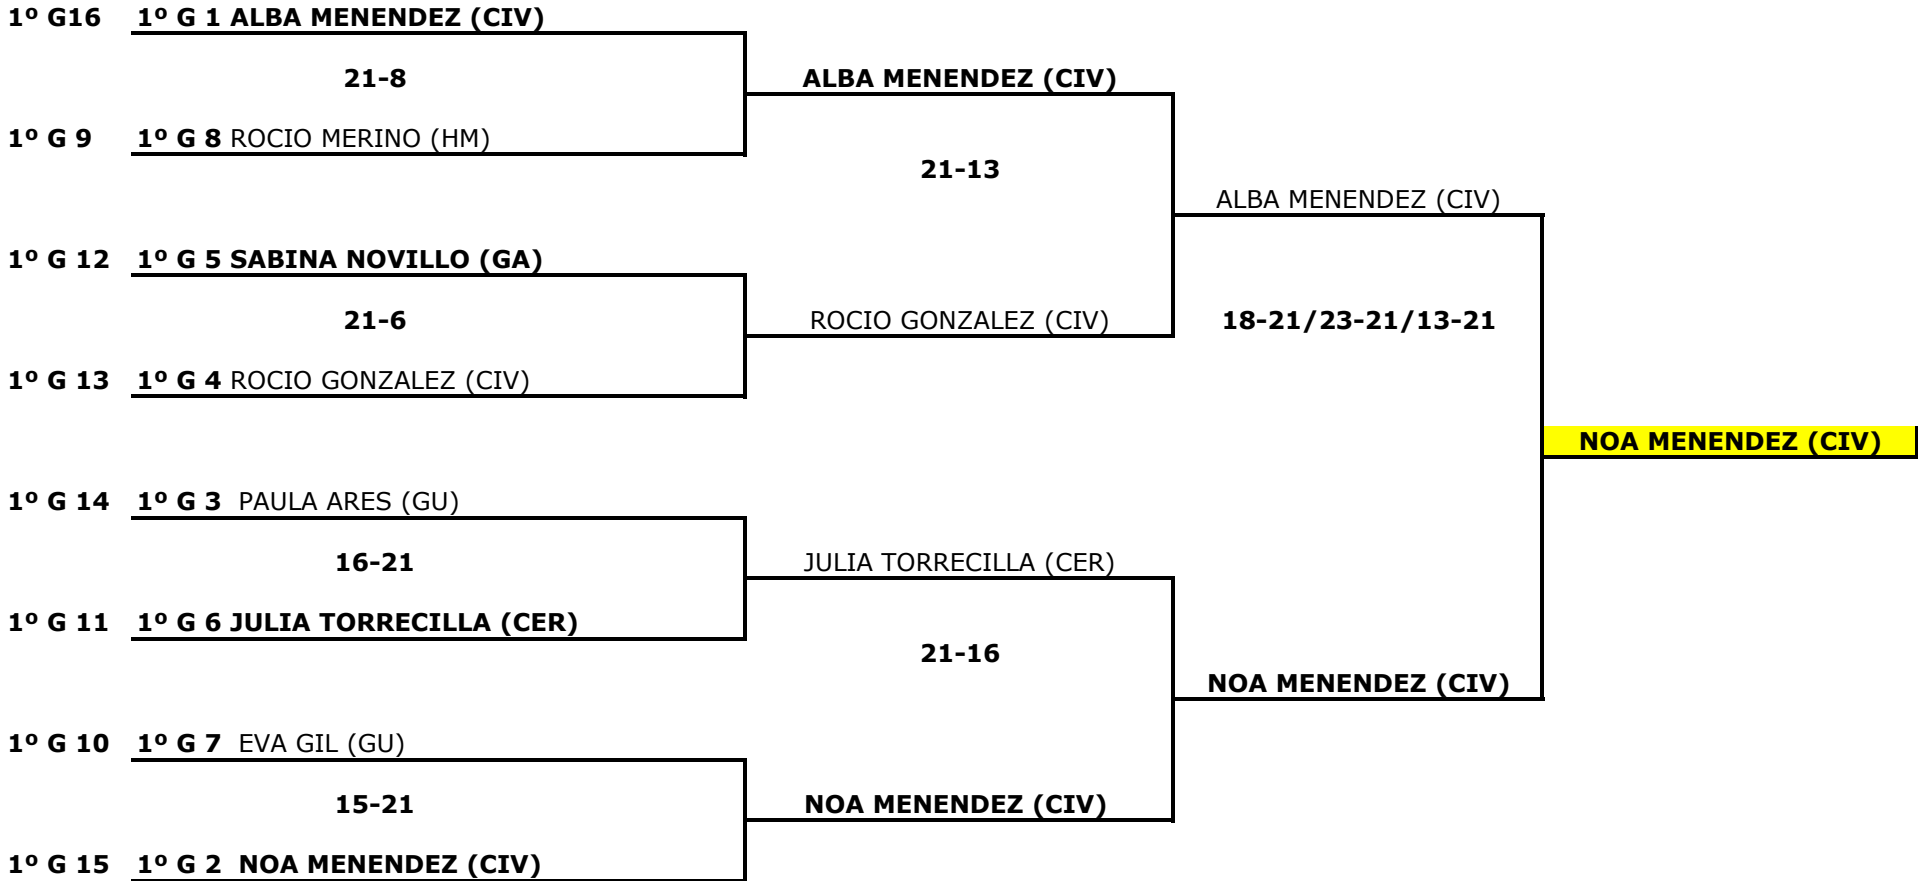 1º G16 1º G 1 ALBA MENENDEZ (CIV)
21-8 ALBA MENENDEZ (CIV)
1º G 9 1º G 8 ROCIO MERINO (HM)
21-13
ALBA MENENDEZ (CIV)
1º G 12 1º G 5 SABINA NOVILLO (GA)
21-6 ROCIO GONZALEZ (CIV) 18-21/23-21/13-21
1º G 13 1º G 4 ROCIO GONZALEZ (CIV)
NOA MENENDEZ (CIV)
1º G 14 1º G 3 PAULA ARES (GU)
16-21 JULIA TORRECILLA (CER)
1º G 11 1º G 6 JULIA TORRECILLA (CER)
21-16
NOA MENENDEZ (CIV)
1º G 10 1º G 7 EVA GIL (GU)
15-21 NOA MENENDEZ (CIV)
1º G 15 1º G 2 NOA MENENDEZ (CIV)